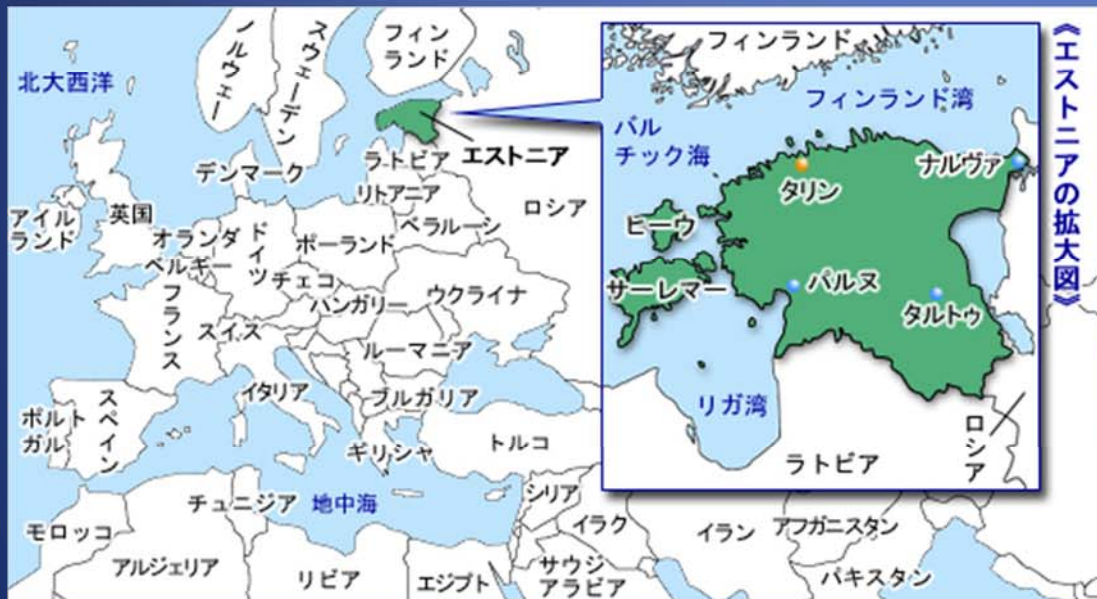 北大西洋
ノルウェー
スウェーデン
フィン
ランド
エストニア
ラトビア
リトアニア
デンマーク
ベラルーシ
ロシア
アイル
ランド
英国
オランダ
ベルギー
ドイツ
ポーランド
チェコ
ハンガリー
ウクライナ
フランス
スイス
ルーマニア
イタリア
ブルガリア
ポルト
ガル
スペイン
ギリシャ
トルコ
チュニジア
地中海
シリア
モロッコ
アルジェリア
リビア
エジプト
イラク
サウジ
アラビア
イラン
アフガニスタン
パキスタン
《エストニアの拡大図》
フィンランド
フィンランド湾
バル
チック海
タリン
ナルヴァ
ヒーウ
サーレマー
パルヌ
タルトゥ
リガ湾
ラトビア
ロシア